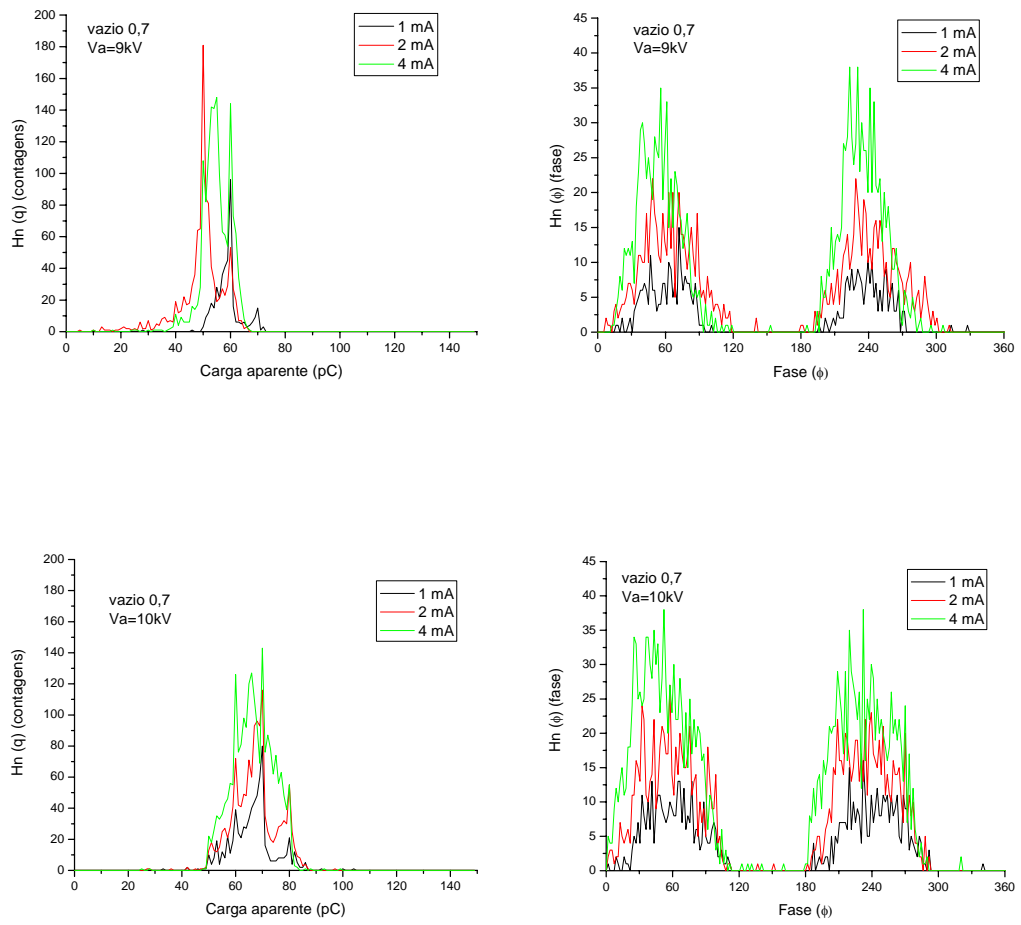 vazio 0,7
Va=9kV
1 mA
2 mA
4 mA
Hn (q) (contagens)
200
180
160
140
120
100
80
60
40
20
0
0 20 40 60 80 100 120 140
Carga aparente (pC)
vazio 0,7
Va=9kV
1 mA
2 mA
4 mA
Hn (ϕ) (fase)
45
40
35
30
25
20
15
10
5
0
0 60 120 180 240 300 360
Fase (ϕ)
vazio 0,7
Va=10kV
1 mA
2 mA
4 mA
Hn (q) (contagens)
200
180
160
140
120
100
80
60
40
20
0
0 20 40 60 80 100 120 140
Carga aparente (pC)
vazio 0,7
Va=10kV
1 mA
2 mA
4 mA
Hn (ϕ) (fase)
45
40
35
30
25
20
15
10
5
0
0 60 120 180 240 300 360
Fase (ϕ)